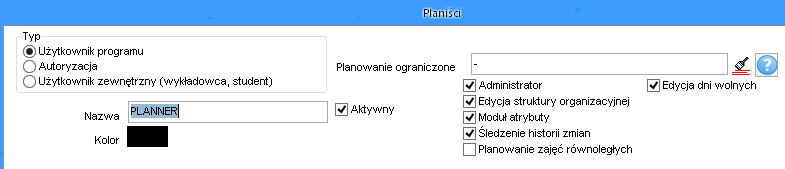 Planiści
Typ
Użytkownik programu
Autoryzacja
Użytkownik zewnętrzny (wykładowca, student)
Planowanie ograniczone
-
?
Administrator
Edycja dni wolnych
Edycja struktury organizacyjnej
Nazwa
PLANNER
Aktywny
Moduł atrybuty
Śledzenie historii zmian
Kolor
Planowanie zajęć równoległych